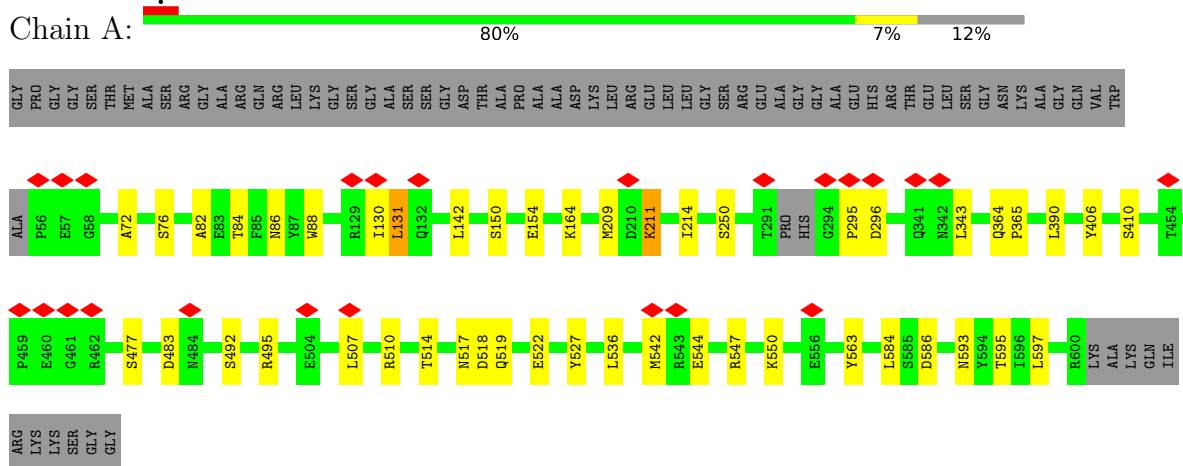 Chain A:
80% 7% 12%
GLY PRO GLY GLY SER THR MET ALA SER ARG GLY ALA ARG GLN ARG LEU LYS GLY SER GLY ALA SER SER GLY ASP THR ALA PRO ALA ALA ASP LYS LEU ARG GLU LEU LEU GLY SER ARG GLU ALA GLY GLY ALA GLU HIS ARG THR GLU LEU SER GLY ASN LYS ALA GLY GLN VAL TRP
ALA P56 E57 G58 A72 S76 A82 E83 T84 F85 N86 Y87 W88 R129 I130 L131 Q132 L142 S150 E154 K164 M209 D210 K211 I214 S250 T291 PRO HIS G294 P295 D296 Q341 N342 L343 Q364 P365 L390 Y406 S410 T454
P459 E460 G461 R462 S477 D483 N484 S492 R495 E504 L507 R510 T514 N517 D518 Q519 E522 Y527 L536 M542 R543 E544 R547 K550 E556 Y563 L584 S585 D586 N593 Y594 T595 I596 L597 R600 LYS ALA LYS GLN ILE
ARG LYS LYS SER GLY GLY